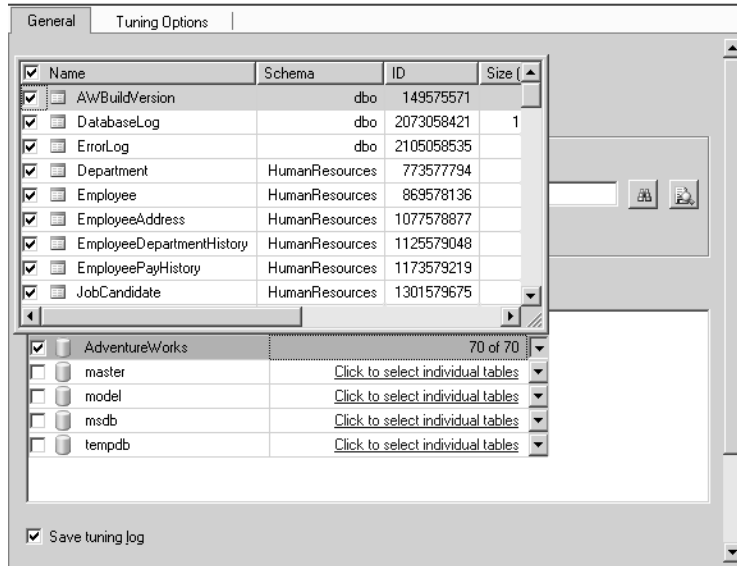 General Tuning Options
Name Schema ID Size (
AWBuildVersion dbo 149575571
DatabaseLog dbo 2073058421 1
ErrorLog dbo 2105058535
Department HumanResources 773577794
Employee HumanResources 869578136
EmployeeAddress HumanResources 1077578877
EmployeeDepartmentHistory HumanResources 1125579048
EmployeePayHistory HumanResources 1173579219
JobCandidate HumanResources 1301579675
AdventureWorks 70 of 70
master Click to select individual tables
model Click to select individual tables
msdb Click to select individual tables
tempdb Click to select individual tables
Save tuning log